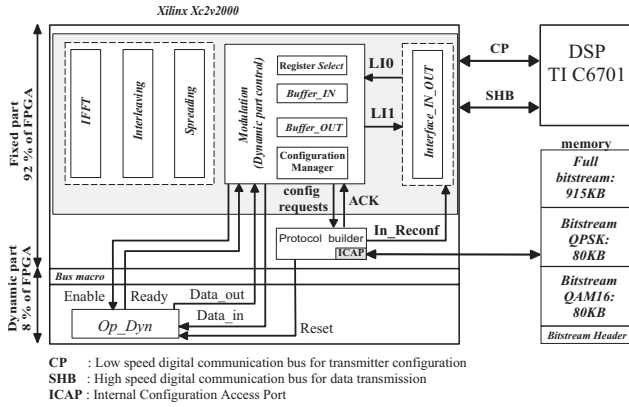 Xilinx Xc2v2000
Fixed part
92 % of FPGA
Dynamic part
8 % of FPGA
IFFT
Interleaving
Spreading
Modulation
(Dynamic part control)
Register Select
Buffer_IN
Buffer_OUT
Configuration
Manager
LI0
LI1
Interface_IN_OUT
CP
SHB
DSP
TI C6701
memory
Full
bitstream:
915KB
Bitstream
QPSK:
80KB
Bitstream
QAM16:
80KB
Bitstream Header
config
requests
ACK
In_Reconf
Protocol builder
ICAP
Bus macro
Enable
Ready
Data_out
Data_in
Reset
Op_Dyn
CP : Low speed digital communication bus for transmitter configuration
SHB : High speed digital communication bus for data transmission
ICAP : Internal Configuration Access Port